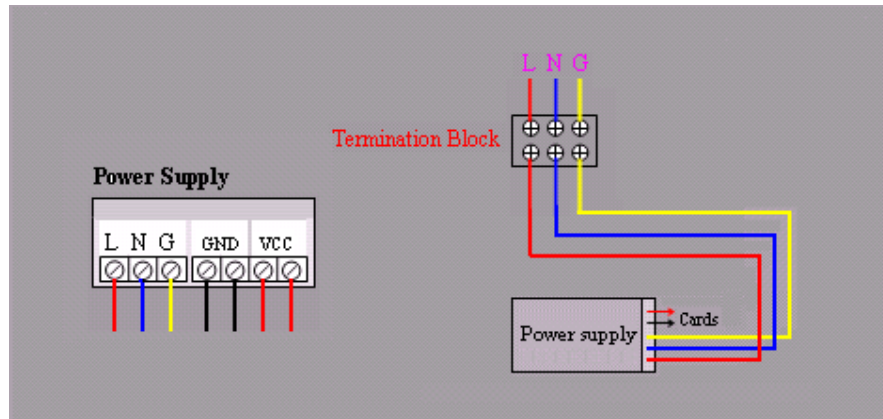 L N G
Termination Block
Power Supply
L N G GND VCC
Cards
Power supply